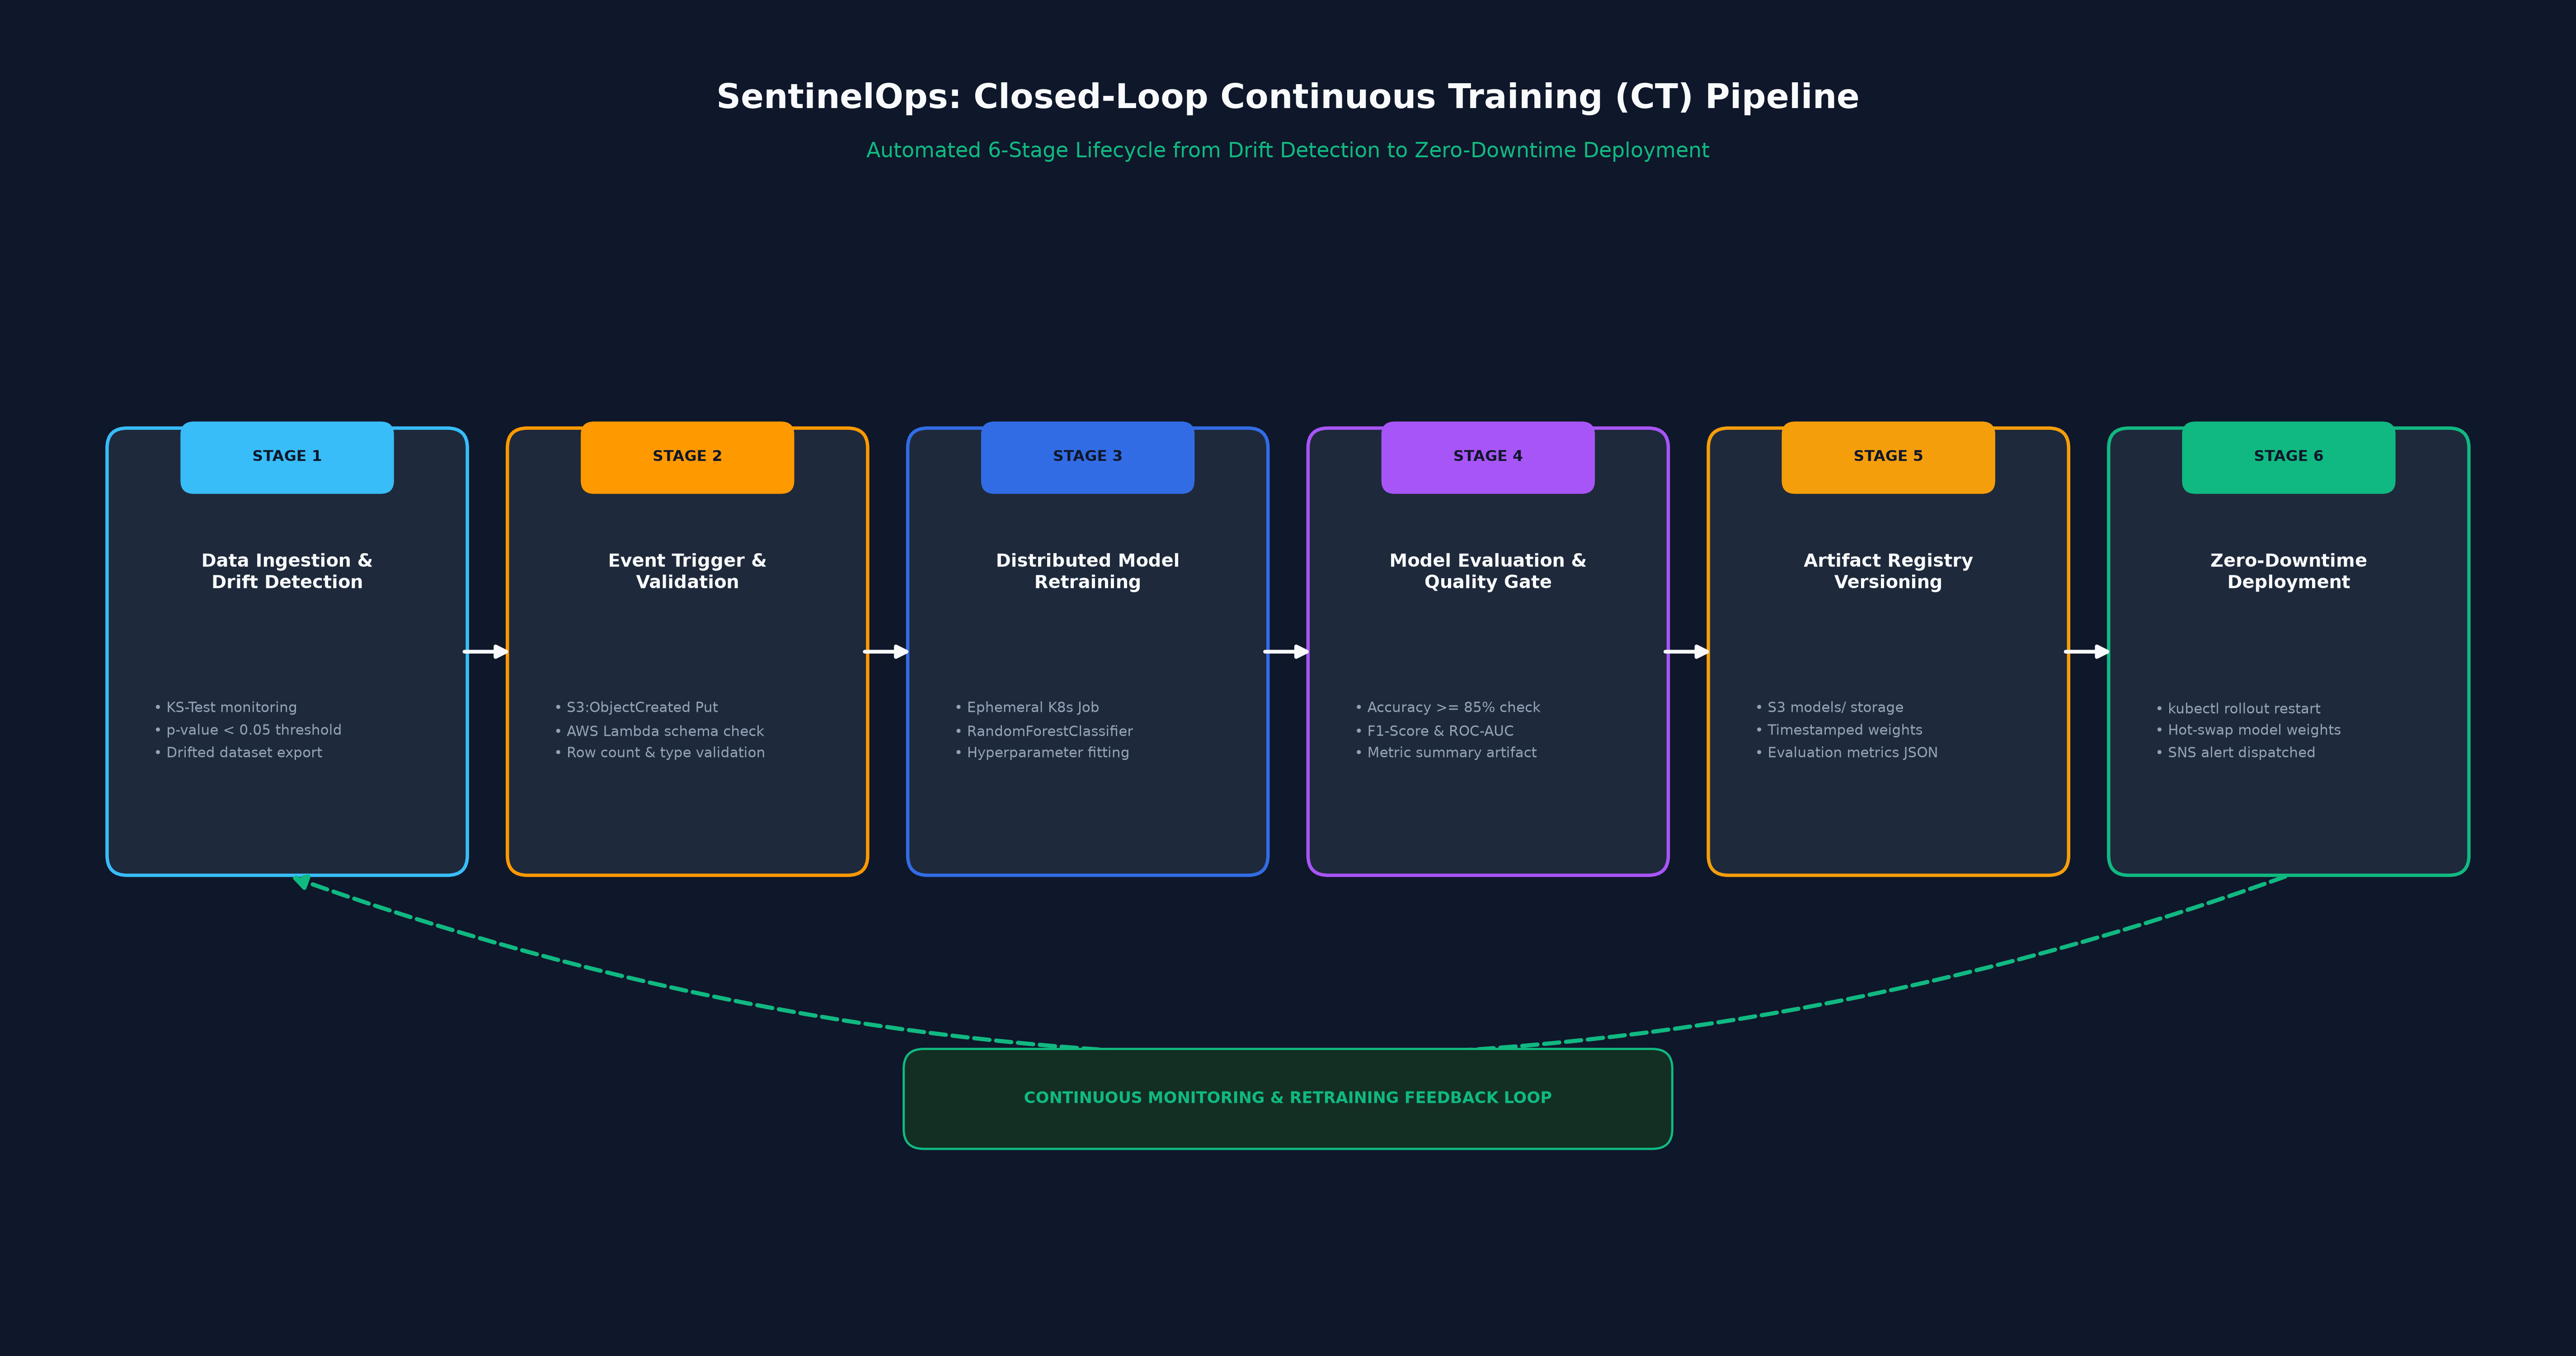 SentinelOps: Closed-Loop Continuous Training (CT) Pipeline
Automated 6-Stage Lifecycle from Drift Detection to Zero-Downtime Deployment
STAGE 1
Data Ingestion &
Drift Detection
• KS-Test monitoring
• p-value < 0.05 threshold
• Drifted dataset export
STAGE 2
Event Trigger &
Validation
• S3:ObjectCreated Put
• AWS Lambda schema check
• Row count & type validation
STAGE 3
Distributed Model
Retraining
• Ephemeral K8s Job
• RandomForestClassifier
• Hyperparameter fitting
STAGE 4
Model Evaluation &
Quality Gate
• Accuracy >= 85% check
• F1-Score & ROC-AUC
• Metric summary artifact
STAGE 5
Artifact Registry
Versioning
• S3 models/ storage
• Timestamped weights
• Evaluation metrics JSON
STAGE 6
Zero-Downtime
Deployment
• kubectl rollout restart
• Hot-swap model weights
• SNS alert dispatched
CONTINUOUS MONITORING & RETRAINING FEEDBACK LOOP